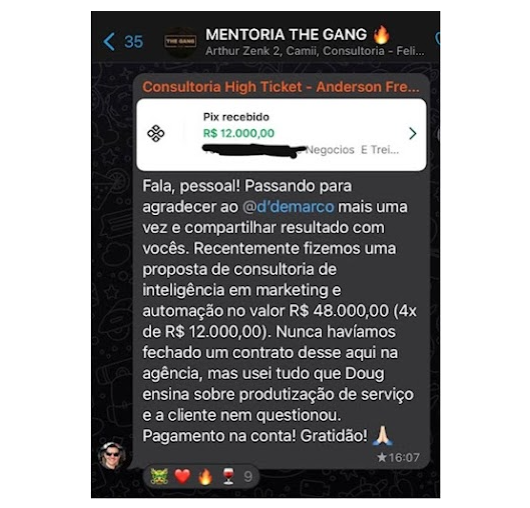 35
THE GANG
MENTORIA THE GANG 🔥
Arthur Zenk 2, Camii, Consultoria - Feli...
Consultoria High Ticket - Anderson Fre...
Pix recebido
R$ 12.000,00
Negocios E Trei...
Fala, pessoal! Passando para
agradecer ao @d'demarco mais uma
vez e compartilhar resultado com
vocês. Recentemente fizemos uma
proposta de consultoria de
inteligência em marketing e
automação no valor R$ 48.000,00 (4x
de R$ 12.000,00). Nunca havíamos
fechado um contrato desse aqui na
agência, mas usei tudo que Doug
ensina sobre produtização de serviço
e a cliente nem questionou.
Pagamento na conta! Gratidão! 🙏🏻
★16:07
9